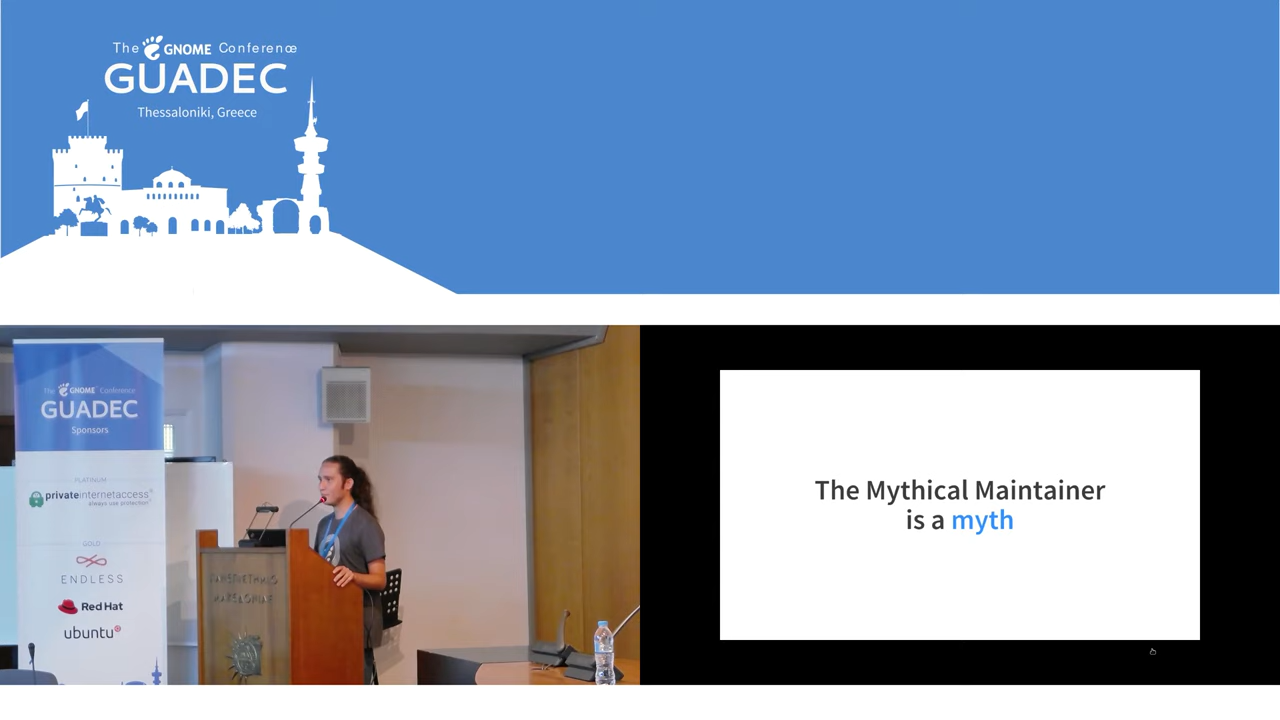 The GNOME Conference
GUADEC
Thessaloniki, Greece
The GNOME Conference
GUADEC
Sponsors
PLATINUM
privateinternetaccess®
always use protection®
GOLD
ENDLESS
Red Hat
ubuntu®
The Mythical Maintainer
is a myth